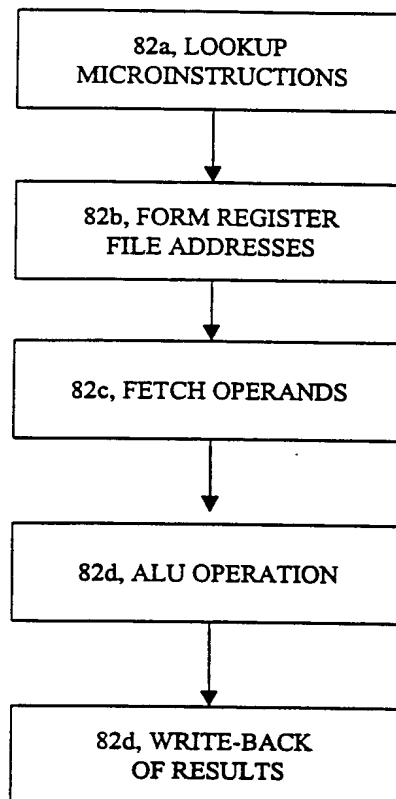 82a, LOOKUP
MICROINSTRUCTIONS
82b, FORM REGISTER
FILE ADDRESSES
82c, FETCH OPERANDS
82d, ALU OPERATION
82d, WRITE-BACK
OF RESULTS